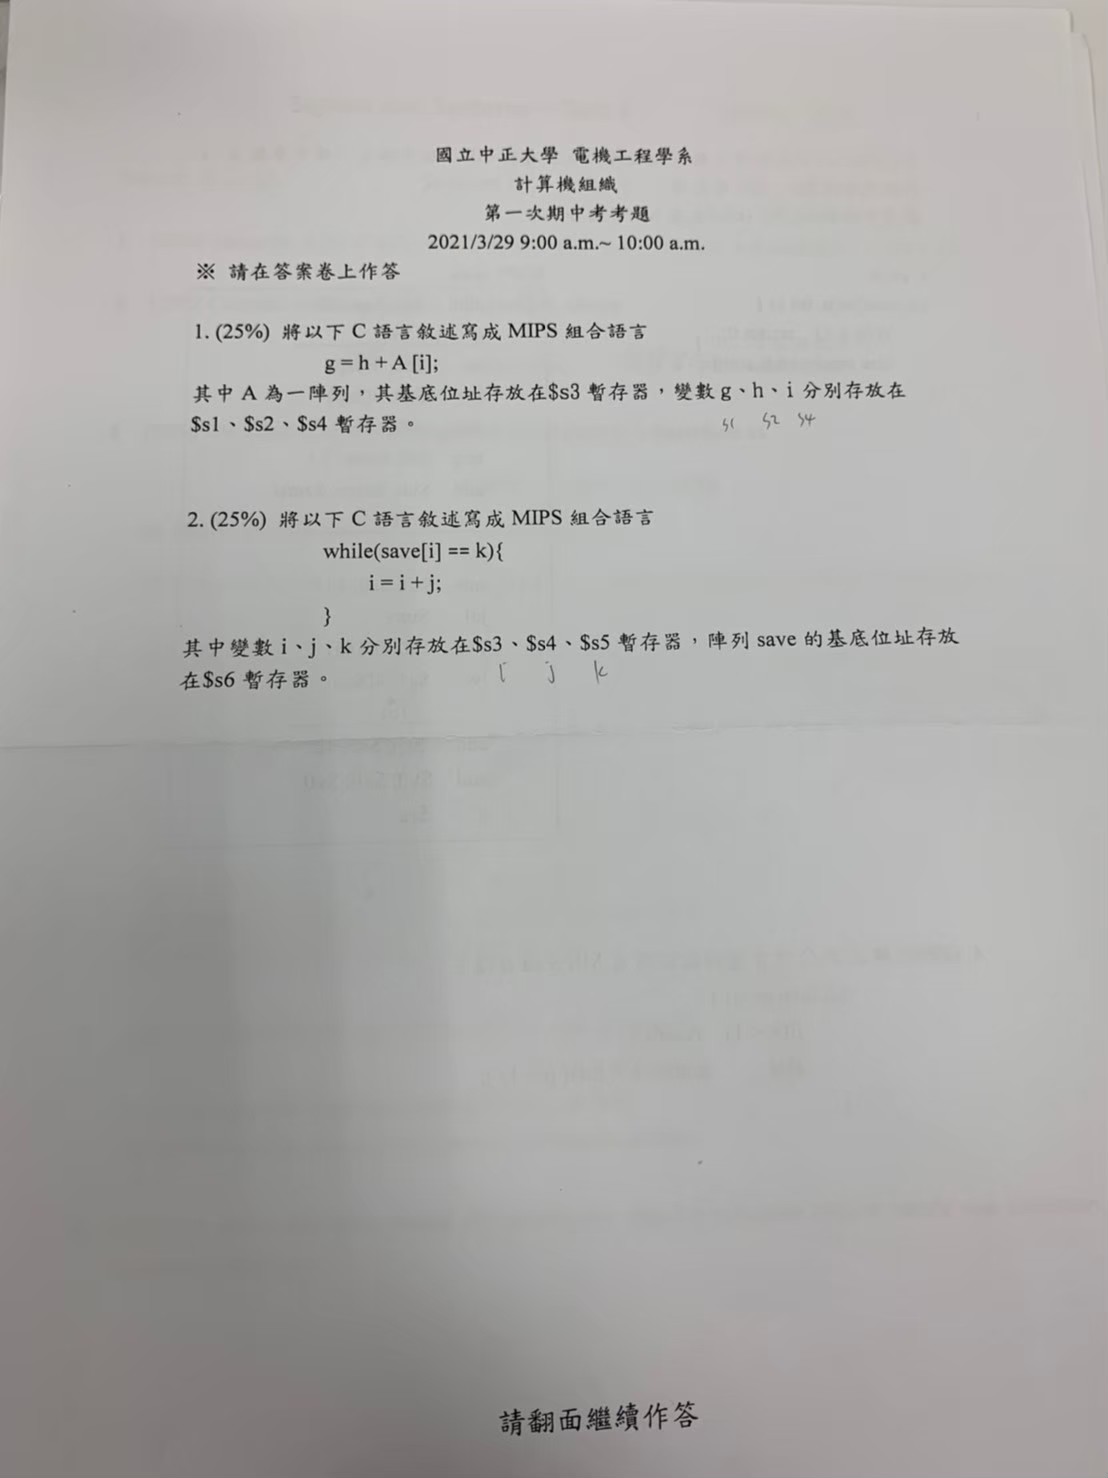 國立中正大學 電機工程學系
計算機組織
第一次期中考考題
2021/3/29 9:00 a.m.~ 10:00 a.m.
※ 請在答案卷上作答
1. (25%) 將以下 C 語言敘述寫成 MIPS 組合語言
g = h + A [i];
其中 A 為一陣列,其基底位址存放在$s3 暫存器,變數 g、h、i 分別存放在
$s1、$s2、$s4 暫存器。
s1 s2 s4
2. (25%) 將以下 C 語言敘述寫成 MIPS 組合語言
while(save[i] == k){
i = i + j;
}
其中變數 i、j、k 分別存放在$s3、$s4、$s5 暫存器,陣列 save 的基底位址存放
在$s6 暫存器。
i j k
請翻面繼續作答